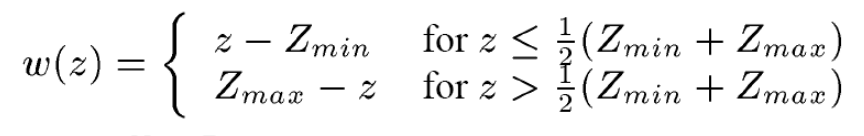 w(z) = { z − Z_min for z ≤ 1/2(Z_min + Z_max)
Z_max − z for z > 1/2(Z_min + Z_max)